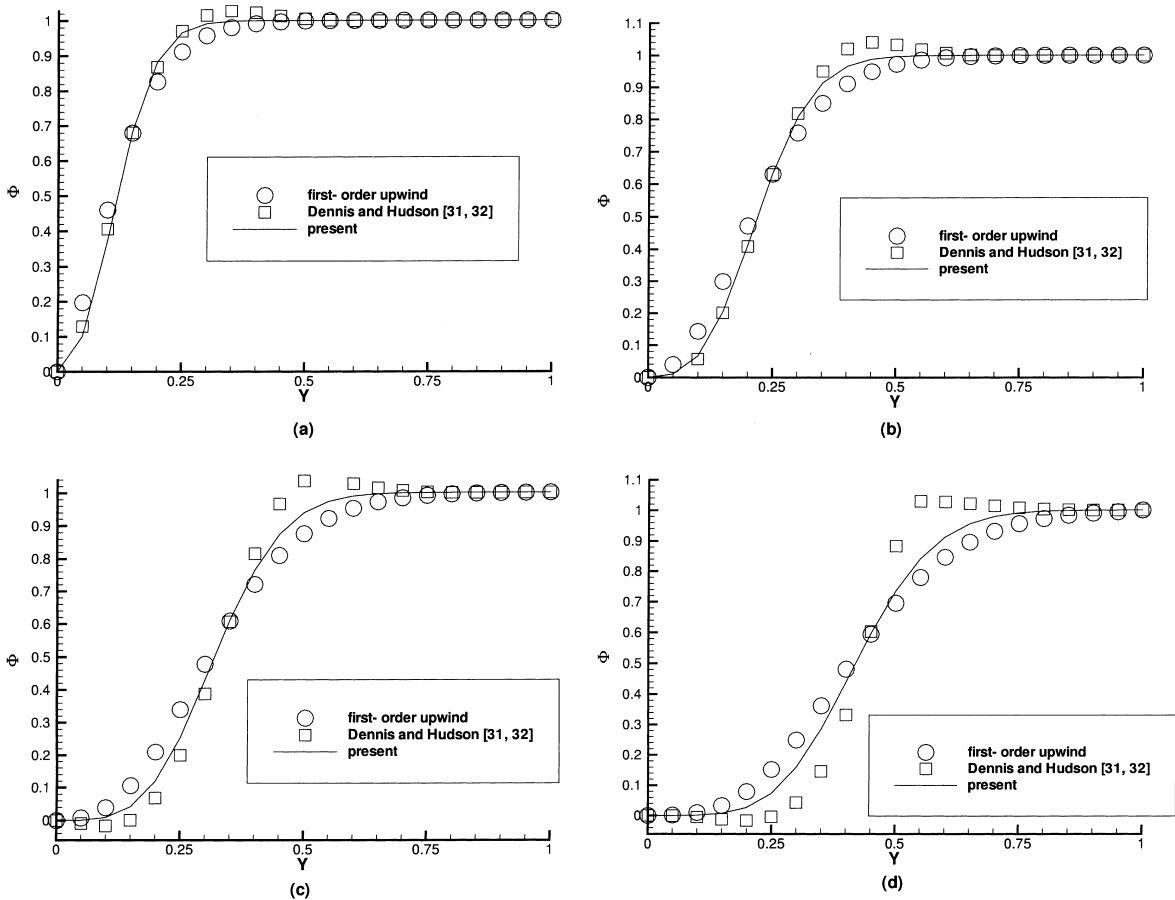 1
0.9
0.8
0.7
0.6
0.5
0.4
0.3
0.2
0.1
0
Φ
first- order upwind
Dennis and Hudson [31, 32]
present
0 0.25 0.5 0.75 1
Y
(a)
1.1
1
0.9
0.8
0.7
0.6
0.5
0.4
0.3
0.2
0.1
0
Φ
first- order upwind
Dennis and Hudson [31, 32]
present
0 0.25 0.5 0.75 1
Y
(b)
1
0.9
0.8
0.7
0.6
0.5
0.4
0.3
0.2
0.1
0
Φ
first- order upwind
Dennis and Hudson [31, 32]
present
0 0.25 0.5 0.75 1
Y
(c)
1.1
1
0.9
0.8
0.7
0.6
0.5
0.4
0.3
0.2
0.1
0
Φ
first- order upwind
Dennis and Hudson [31, 32]
present
0 0.25 0.5 0.75 1
Y
(d)